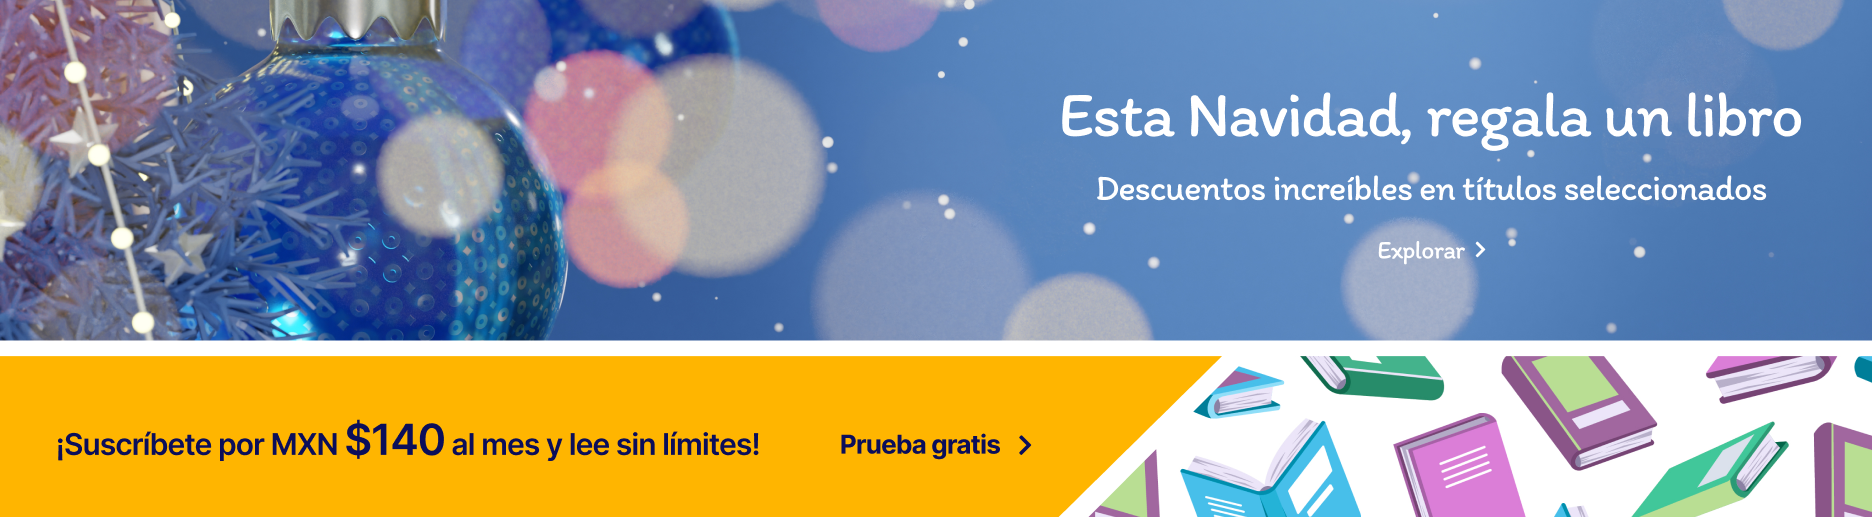 Esta Navidad, regala un libro
Descuentos increíbles en títulos seleccionados
Explorar
¡Suscríbete por MXN $140 al mes y lee sin límites!
Prueba gratis